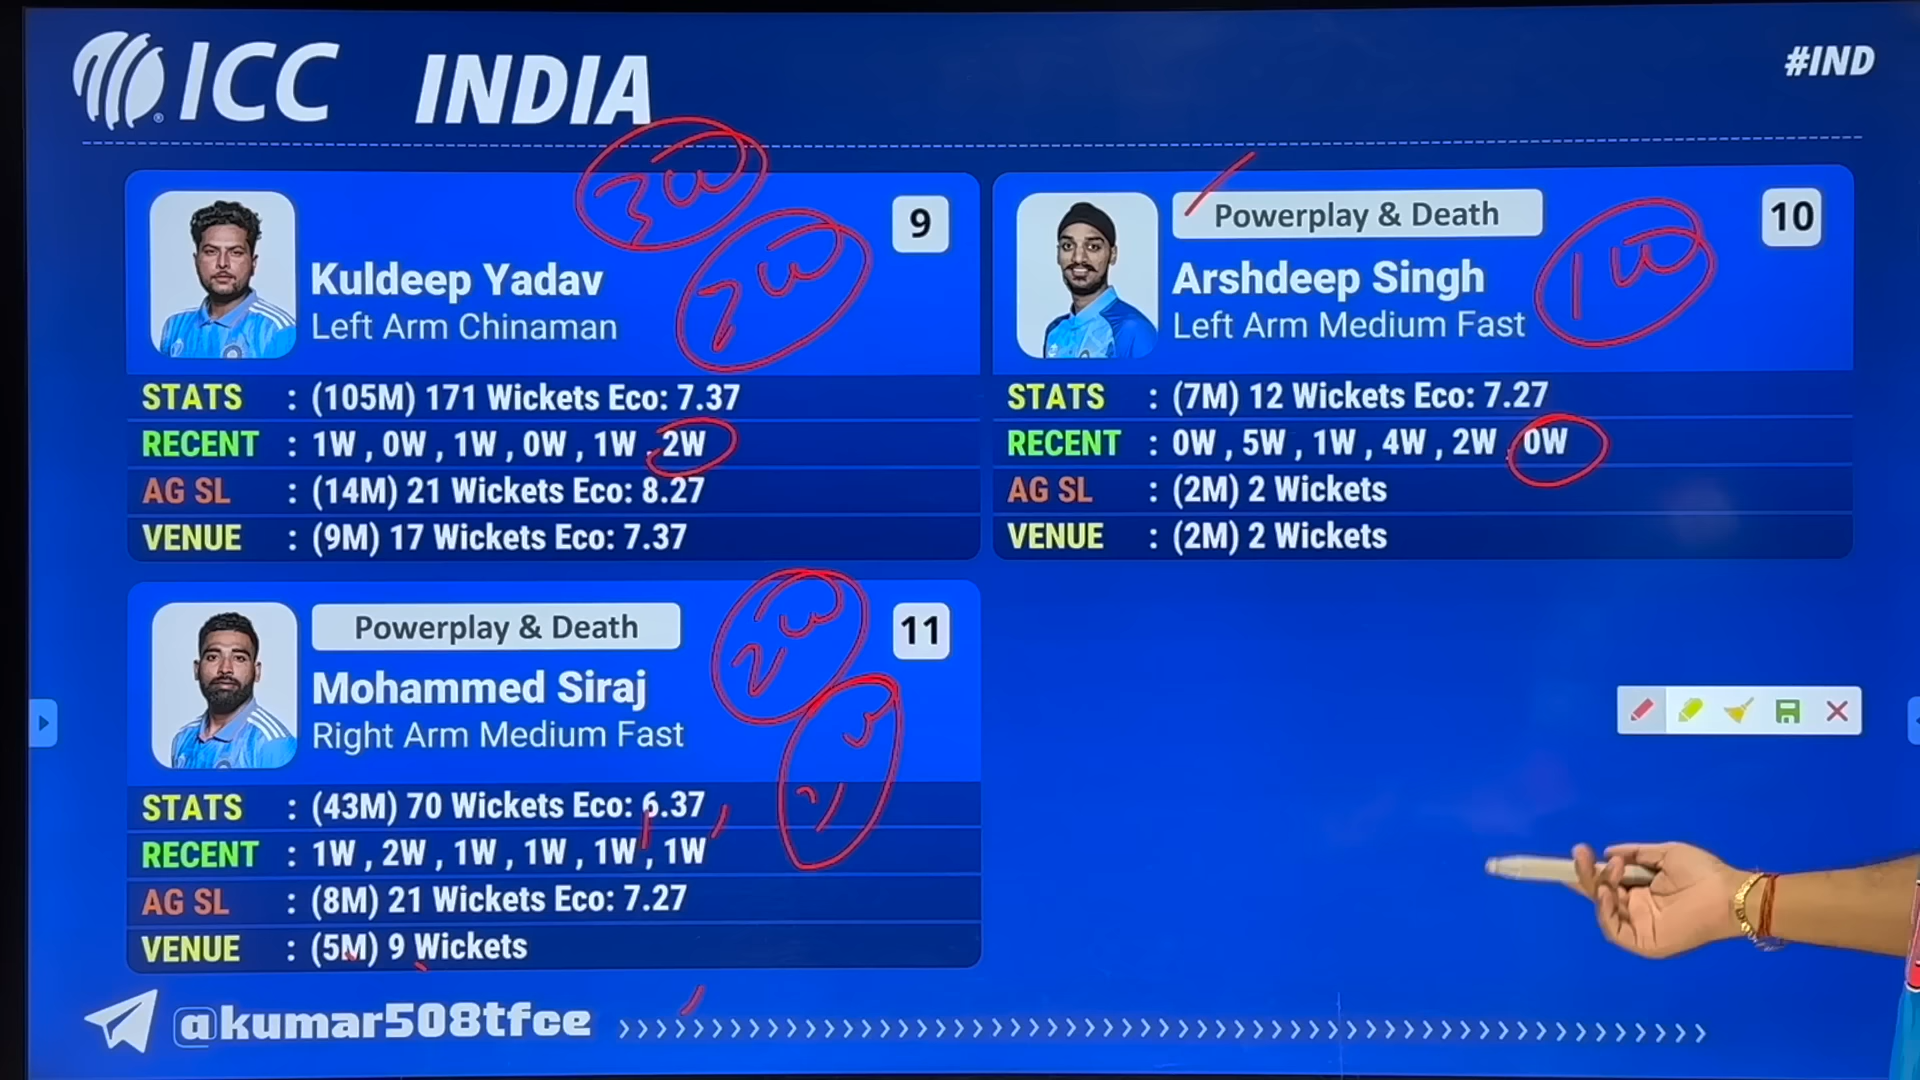 ICC INDIA
#IND
3W
9
Kuldeep Yadav
Left Arm Chinaman
2W
STATS : (105M) 171 Wickets Eco: 7.37
RECENT : 1W , 0W , 1W , 0W , 1W , 2W
AG SL : (14M) 21 Wickets Eco: 8.27
VENUE : (9M) 17 Wickets Eco: 7.37
Powerplay & Death
10
Arshdeep Singh
Left Arm Medium Fast
1W
STATS : (7M) 12 Wickets Eco: 7.27
RECENT : 0W , 5W , 1W , 4W , 2W , 0W
AG SL : (2M) 2 Wickets
VENUE : (2M) 2 Wickets
Powerplay & Death
2W
11
Mohammed Siraj
Right Arm Medium Fast
STATS : (43M) 70 Wickets Eco: 6.37
RECENT : 1W , 2W , 1W , 1W , 1W , 1W
AG SL : (8M) 21 Wickets Eco: 7.27
VENUE : (5M) 9 Wickets
@kumar508tfce